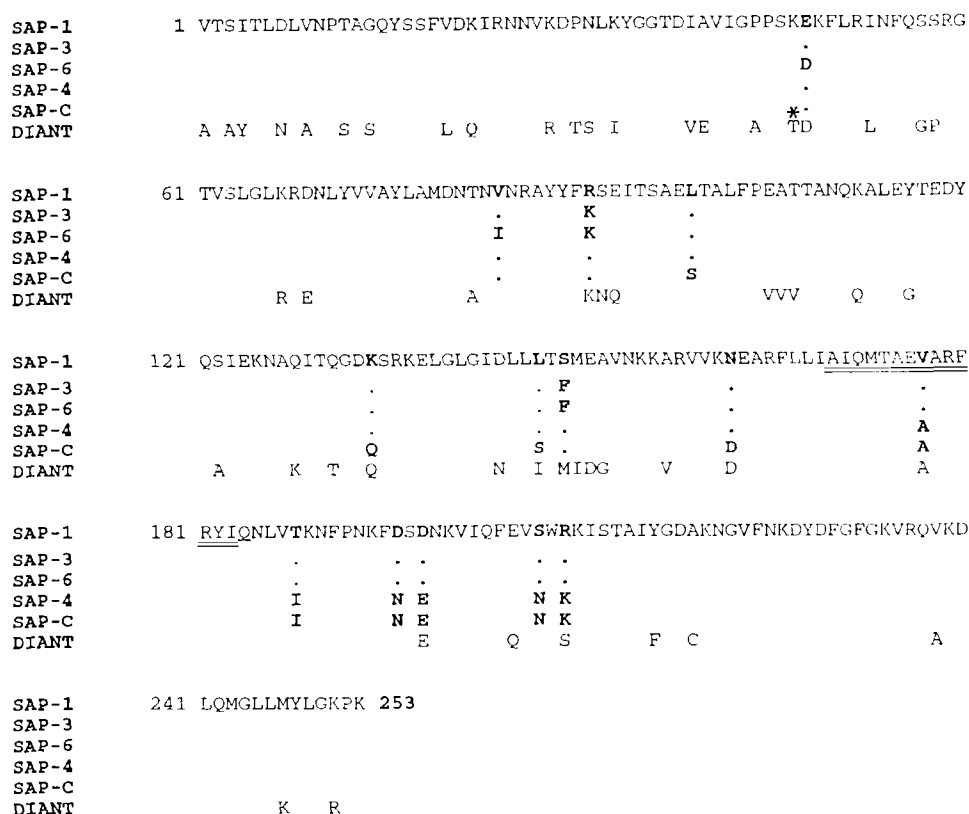 SAP-1 1 VTSITLDLVNPTAGQYSSFVDKIRNNVKDPNLKYGGTDIAVIGPPSKEKFLRINFQSSRG
SAP-3 .
SAP-6 D
SAP-4 .
SAP-C * .
DIANT A AY N A S S L Q R TS I VE A TD L GP
SAP-1 61 TVSLGLKRDNLYVVAYLAMDNTNVNRAYYFRSEITSAELTALFPEATTANQKALEYTEDY
SAP-3 . K .
SAP-6 I K .
SAP-4 . . .
SAP-C . . S
DIANT R E A KNQ VVV Q G
SAP-1 121 QSIEKNAQITQGDKSRKELGLGIDLLLTSMEAVNKKARVVKNEARFLLIAIQMTAEVARF
SAP-3 . . F . .
SAP-6 . . F . .
SAP-4 . . . . A
SAP-C Q S . D A
DIANT A K T Q N I MIDG V D A
SAP-1 181 RYIQNLVTKNFPNKFDSDNKVIQFEVSWRKISTAIYGDAKNGVFNKDYDFGFGKVRQVKD
SAP-3 . . . . .
SAP-6 . . . . .
SAP-4 I N E N K
SAP-C I N E N K
DIANT E Q S F C A
SAP-1 241 LQMGLLMYLGKPK 253
SAP-3
SAP-6
SAP-4
SAP-C
DIANT K R